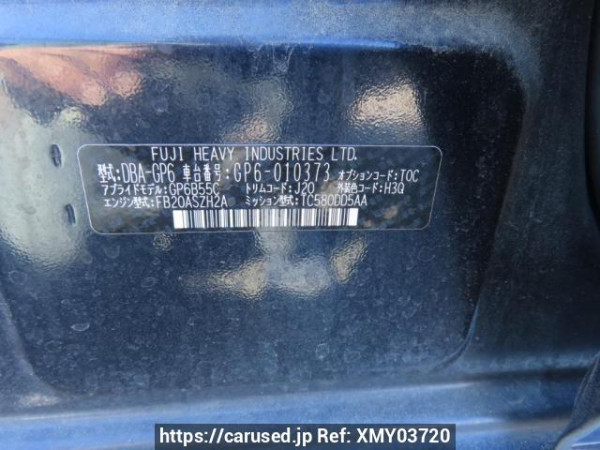 FUJI HEAVY INDUSTRIES LTD.
型式:DBA-GP6 車台番号:GP6-010373 オプションコード:TOC
アプライドモデル:GP6B55C トリムコード:J20 外装色コード:H3Q
エンジン型式:FB20ASZH2A ミッション型式:TC580DD5AA
https://carused.jp Ref: XMY03720